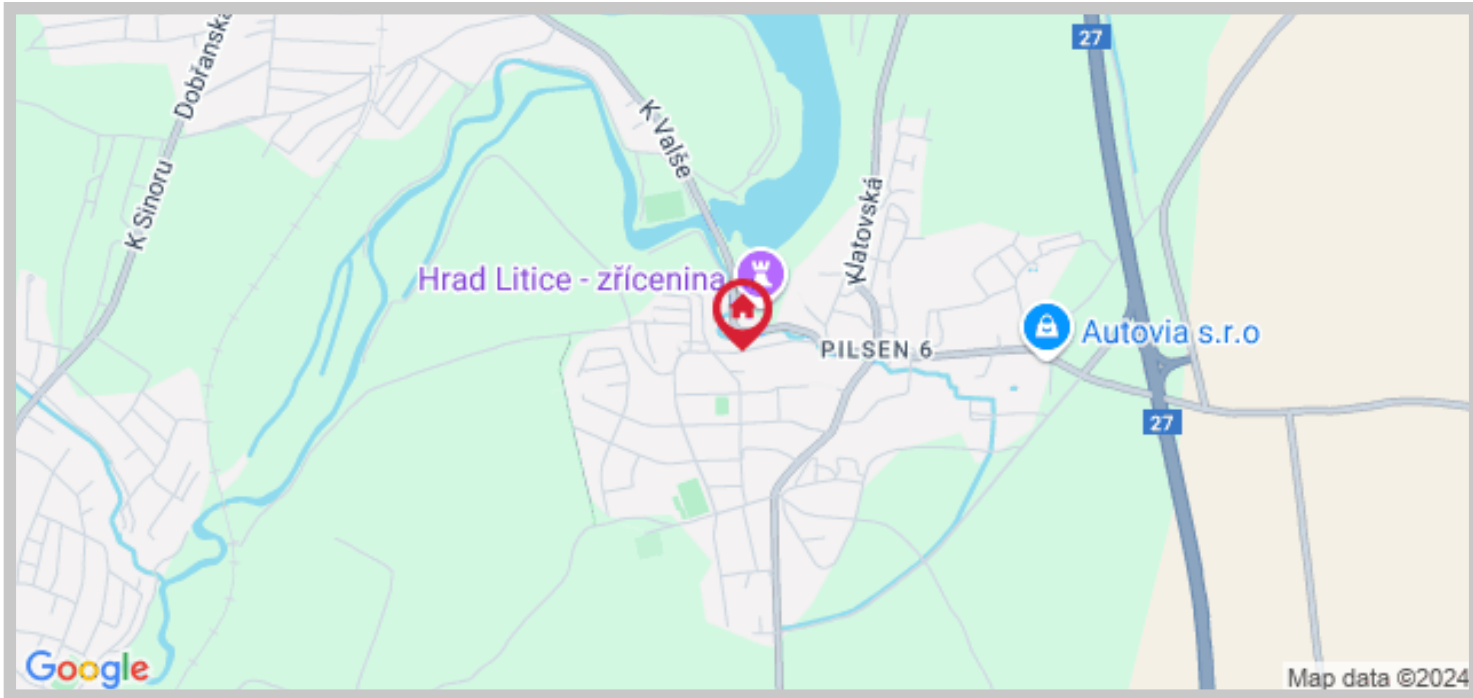 Dobřanská
27
K Valše
K Sinoru
Klatovská
Hrad Litice - zřícenina
Autovia s.r.o
PILSEN 6
27
Google
Map data ©2024